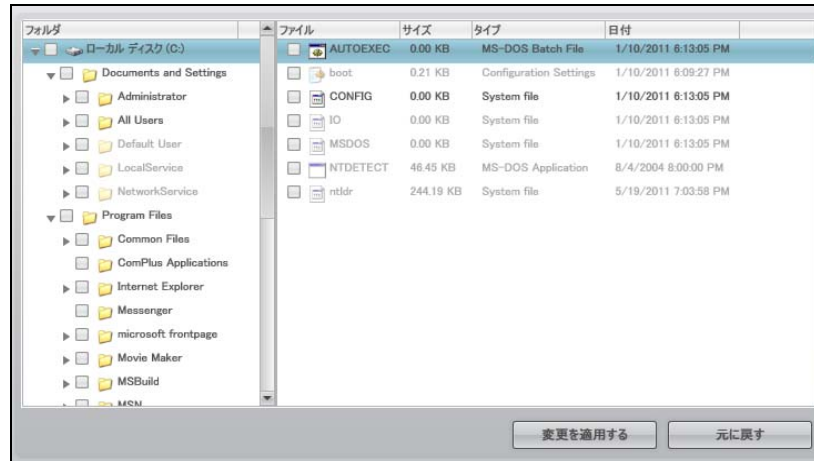 フォルダ
ローカル ディスク (C:)
Documents and Settings
Administrator
All Users
Default User
LocalService
NetworkService
Program Files
Common Files
ComPlus Applications
Internet Explorer
Messenger
microsoft frontpage
Movie Maker
MSBuild
MSN
ファイル サイズ タイプ 日付
AUTOEXEC 0.00 KB MS-DOS Batch File 1/10/2011 6:13:05 PM
boot 0.21 KB Configuration Settings 1/10/2011 6:09:27 PM
CONFIG 0.00 KB System file 1/10/2011 6:13:05 PM
IO 0.00 KB System file 1/10/2011 6:13:05 PM
MSDOS 0.00 KB System file 1/10/2011 6:13:05 PM
NTDETECT 46.45 KB MS-DOS Application 8/4/2004 8:00:00 PM
ntldr 244.19 KB System file 5/19/2011 7:03:58 PM
変更を適用する 元に戻す